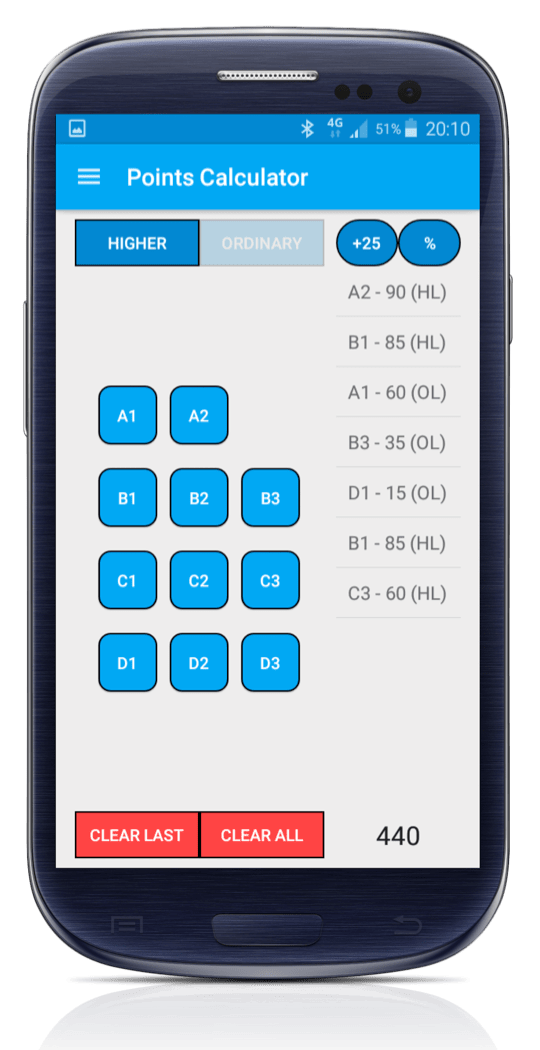 4G 51% 20:10
Points Calculator
HIGHER ORDINARY +25 %
A2 - 90 (HL)
B1 - 85 (HL)
A1 - 60 (OL)
B3 - 35 (OL)
D1 - 15 (OL)
B1 - 85 (HL)
C3 - 60 (HL)
A1 A2
B1 B2 B3
C1 C2 C3
D1 D2 D3
CLEAR LAST CLEAR ALL 440